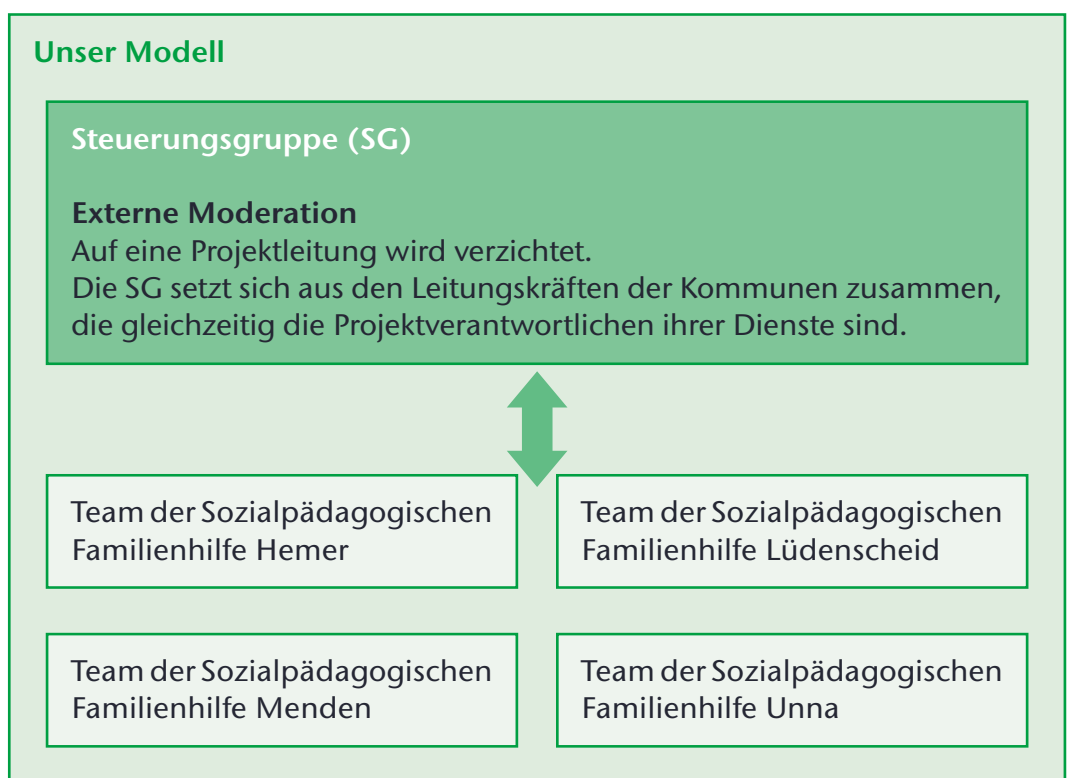 Unser Modell
Steuerungsgruppe (SG)
Externe Moderation
Auf eine Projektleitung wird verzichtet.
Die SG setzt sich aus den Leitungskräften der Kommunen zusammen,
die gleichzeitig die Projektverantwortlichen ihrer Dienste sind.
Team der Sozialpädagogischen
Familienhilfe Hemer
Team der Sozialpädagogischen
Familienhilfe Lüdenscheid
Team der Sozialpädagogischen
Familienhilfe Menden
Team der Sozialpädagogischen
Familienhilfe Unna